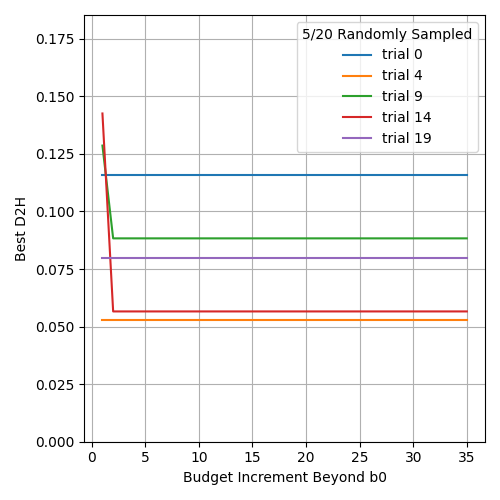 5/20 Randomly Sampled
trial 0
trial 4
trial 9
trial 14
trial 19
0.175
0.150
0.125
0.100
0.075
0.050
0.025
0.000
Best D2H
0 5 10 15 20 25 30 35
Budget Increment Beyond b0